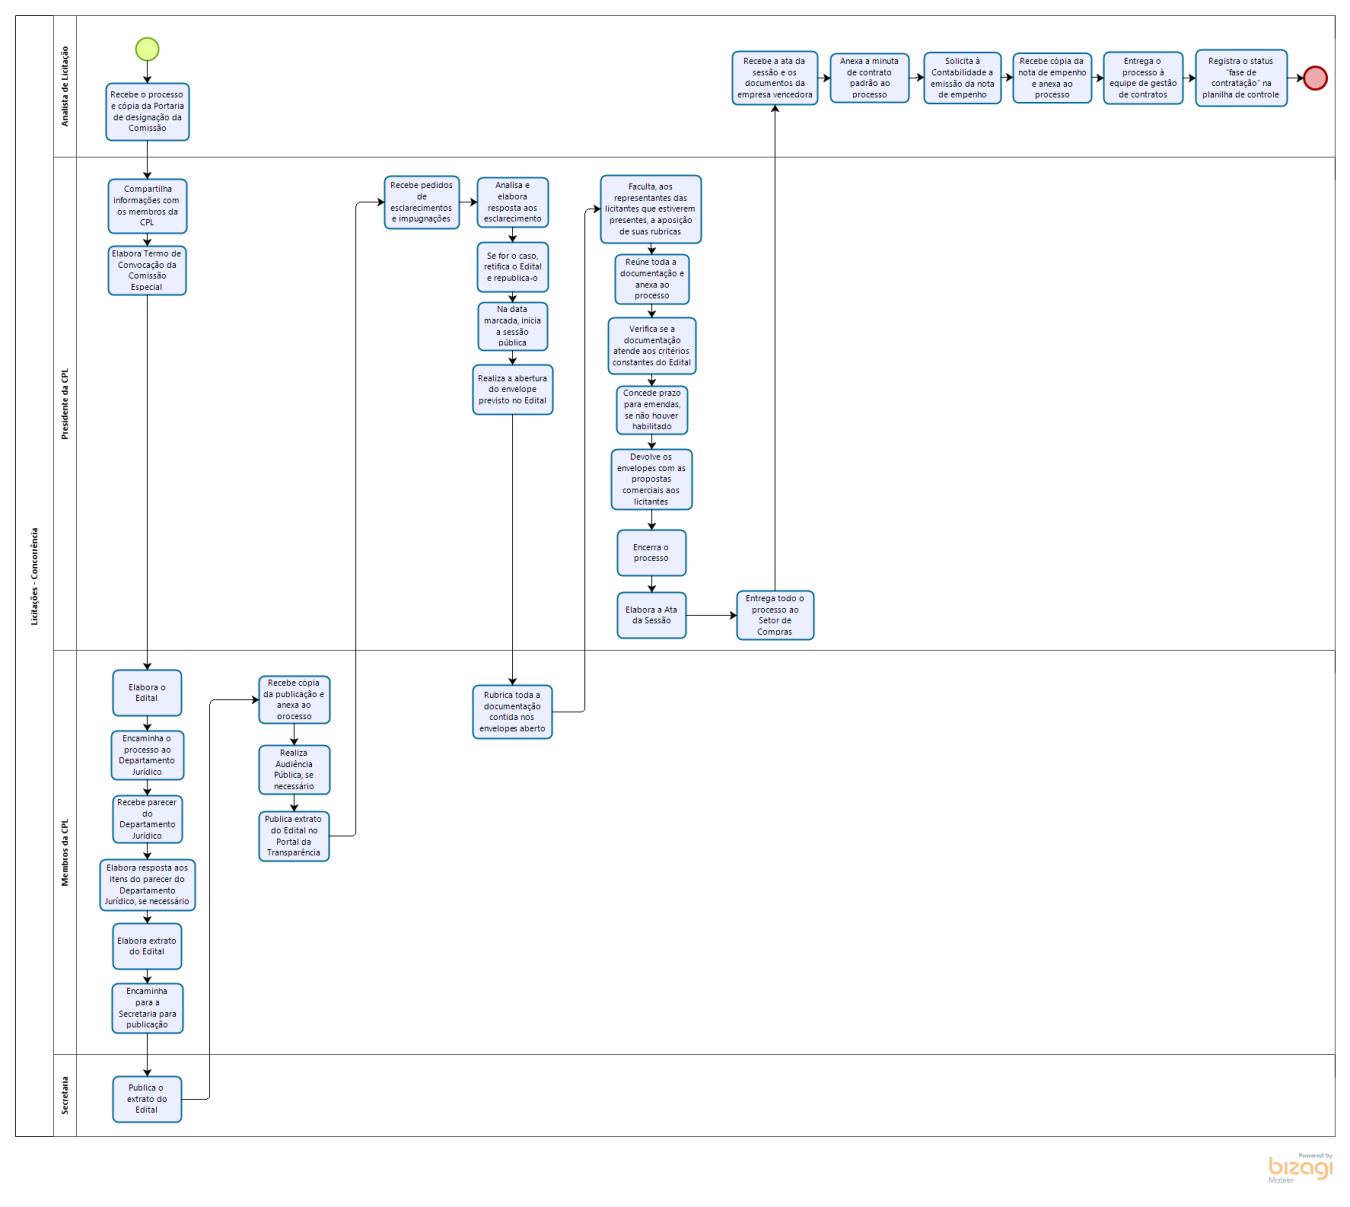 Licitações - Concorrência
Analista de Licitação
Recebe o processo
e cópia da Portaria
de designação da
Comissão
Recebe a ata da
sessão e os
documentos da
empresa vencedora
Anexa a minuta
de contrato
padrão ao
processo
Solicita à
Contabilidade a
emissão da nota
de empenho
Recebe cópia da
nota de empenho
e anexa ao
processo
Entrega o
processo à
equipe de gestão
de contratos
Registra o status
"fase de
contratação" na
planilha de controle
Presidente da CPL
Compartilha
informações com
os membros da
CPL
Elabora Termo de
Convocação da
Comissão
Especial
Recebe pedidos
de
esclarecimentos
e impugnações
Analisa e
elabora
resposta aos
esclarecimento
Se for o caso,
retifica o Edital
e republica-o
Na data
marcada, inicia
a sessão
pública
Realiza a abertura
do envelope
previsto no Edital
Faculta, aos
representantes das
licitantes que estiverem
presentes, a aposição
de suas rubricas
Reúne toda a
documentação e
anexa ao
processo
Verifica se a
documentação
atende aos critérios
constantes do Edital
Concede prazo
para emendas,
se não houver
habilitado
Devolve os
envelopes com as
propostas
comerciais aos
licitantes
Encerra o
processo
Elabora a Ata
da Sessão
Entrega todo o
processo ao
Setor de
Compras
Membros da CPL
Elabora o
Edital
Encaminha o
processo ao
Departamento
Jurídico
Recebe parecer
do
Departamento
Jurídico
Elabora resposta aos
itens do parecer do
Departamento
Jurídico, se necessário
Elabora extrato
do Edital
Encaminha
para a
Secretaria para
publicação
Recebe cópia
da publicação e
anexa ao
processo
Realiza
Audiência
Pública, se
necessário
Publica extrato
do Edital no
Portal da
Transparência
Rubrica toda a
documentação
contida nos
envelopes aberto
Secretaria
Publica o
extrato do
Edital
Powered by
bizagi
Modeler